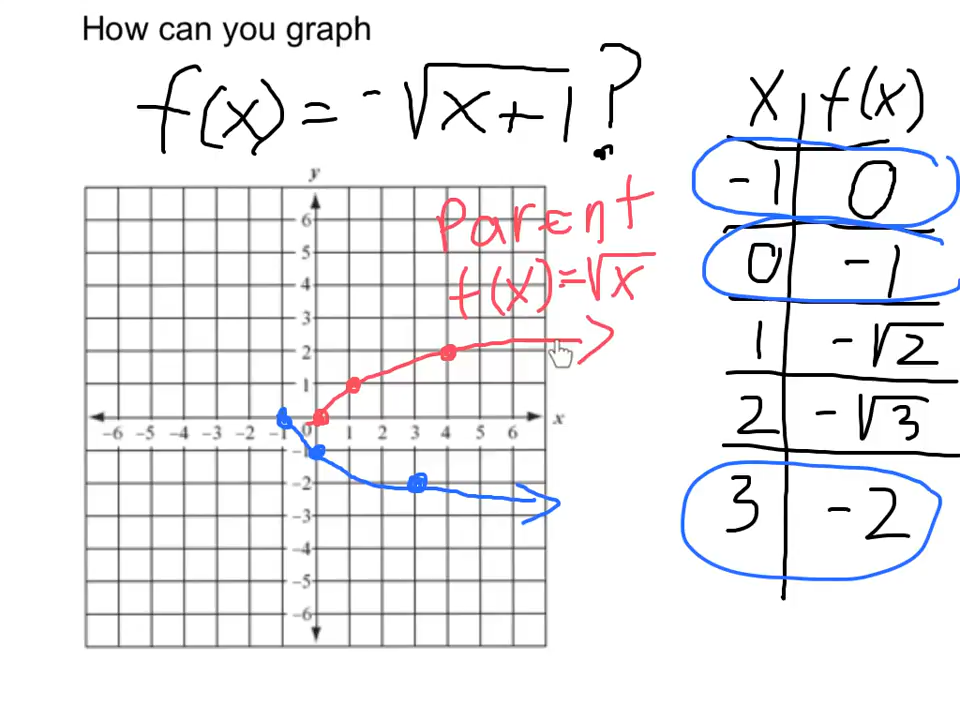 How can you graph
f(x) = -√x+1 ?
x f(x)
-1 0
0 -1
1 -√2
2 -√3
3 -2
y
Parent
f(x)=√x
6
5
4
3
2
1
-6 -5 -4 -3 -2 -1 0 1 2 3 4 5 6 x
-1
-2
-3
-4
-5
-6